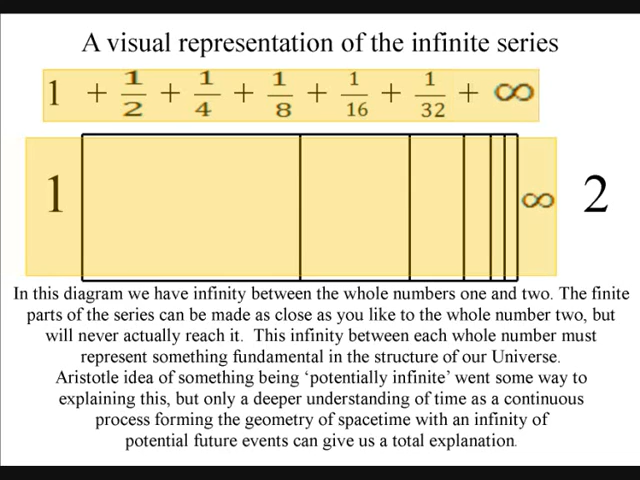 A visual representation of the infinite series
1 + 1/2 + 1/4 + 1/8 + 1/16 + 1/32 + ∞
1 ∞ 2
In this diagram we have infinity between the whole numbers one and two. The finite
parts of the series can be made as close as you like to the whole number two, but
will never actually reach it. This infinity between each whole number must
represent something fundamental in the structure of our Universe.
Aristotle idea of something being ‘potentially infinite’ went some way to
explaining this, but only a deeper understanding of time as a continuous
process forming the geometry of spacetime with an infinity of
potential future events can give us a total explanation.